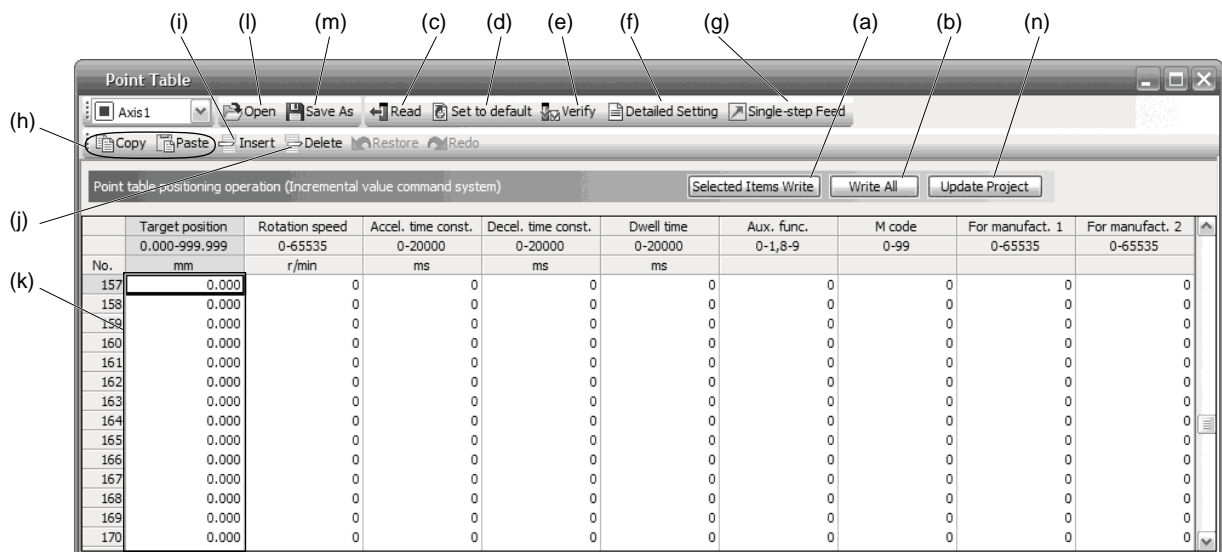 (i) (l) (m) (c) (d) (e) (f) (g) (a) (b) (n)
Point Table
Axis1 Open Save As Read Set to default Verify Detailed Setting Single-step Feed
(h)
Copy Paste Insert Delete Restore Redo
Point table positioning operation (Incremental value command system) Selected Items Write Write All Update Project
(j)
Target position Rotation speed Accel. time const. Decel. time const. Dwell time Aux. func. M code For manufact. 1 For manufact. 2
0.000-999.999 0-65535 0-20000 0-20000 0-20000 0-1,8-9 0-99 0-65535 0-65535
No. mm r/min ms ms ms
(k)
157 0.000 0 0 0 0 0 0 0 0
158 0.000 0 0 0 0 0 0 0 0
159 0.000 0 0 0 0 0 0 0 0
160 0.000 0 0 0 0 0 0 0 0
161 0.000 0 0 0 0 0 0 0 0
162 0.000 0 0 0 0 0 0 0 0
163 0.000 0 0 0 0 0 0 0 0
164 0.000 0 0 0 0 0 0 0 0
165 0.000 0 0 0 0 0 0 0 0
166 0.000 0 0 0 0 0 0 0 0
167 0.000 0 0 0 0 0 0 0 0
168 0.000 0 0 0 0 0 0 0 0
169 0.000 0 0 0 0 0 0 0 0
170 0.000 0 0 0 0 0 0 0 0